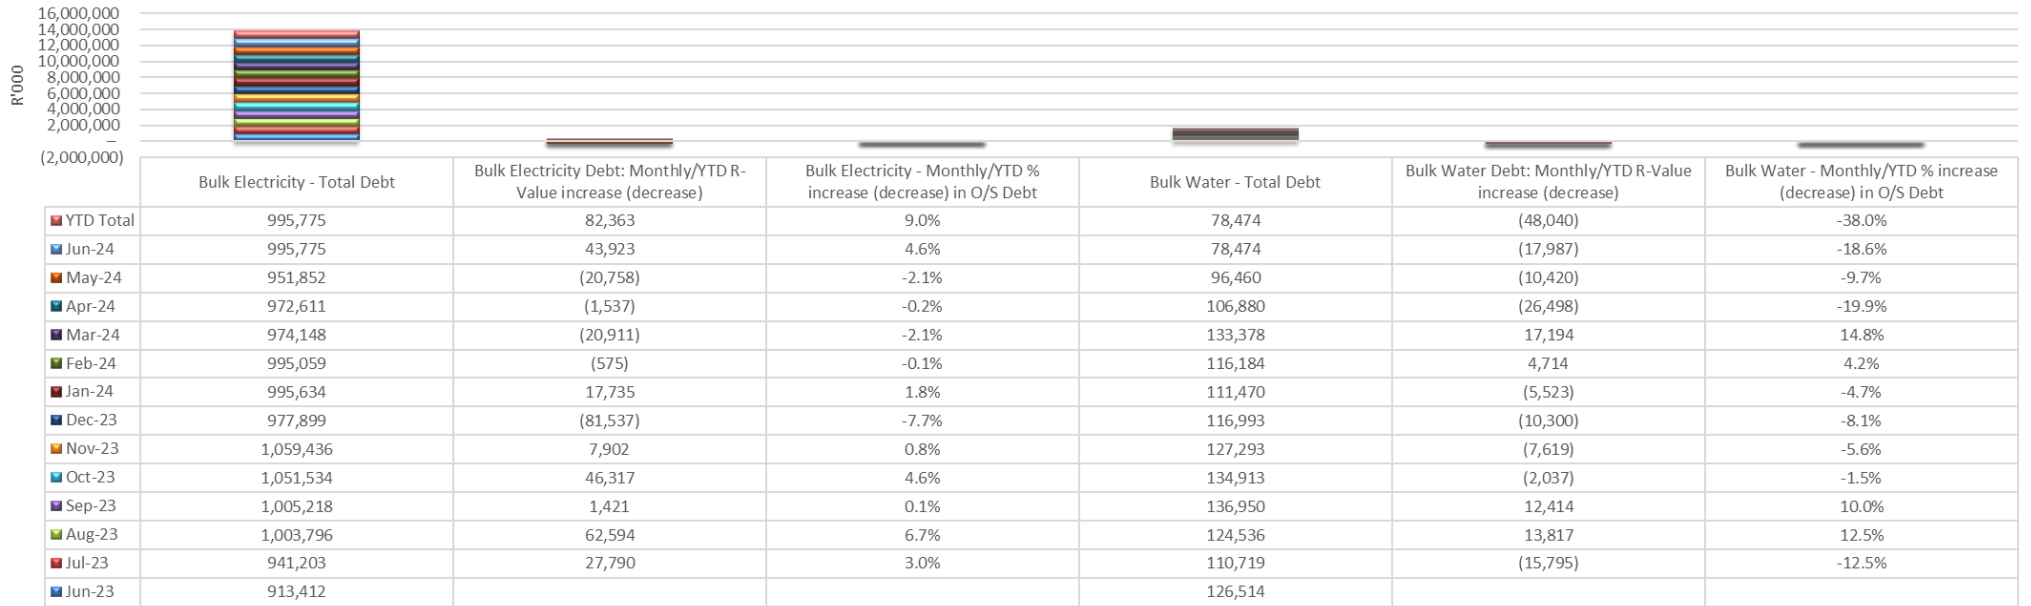 16,000,000
14,000,000
12,000,000
10,000,000
8,000,000
6,000,000
4,000,000
2,000,000
–
(2,000,000)
R'000
Bulk Electricity - Total Debt
Bulk Electricity Debt: Monthly/YTD R-
Value increase (decrease)
Bulk Electricity - Monthly/YTD %
increase (decrease) in O/S Debt
Bulk Water - Total Debt
Bulk Water Debt: Monthly/YTD R-Value
increase (decrease)
Bulk Water - Monthly/YTD % increase
(decrease) in O/S Debt
YTD Total 995,775 82,363 9.0% 78,474 (48,040) -38.0%
Jun-24 995,775 43,923 4.6% 78,474 (17,987) -18.6%
May-24 951,852 (20,758) -2.1% 96,460 (10,420) -9.7%
Apr-24 972,611 (1,537) -0.2% 106,880 (26,498) -19.9%
Mar-24 974,148 (20,911) -2.1% 133,378 17,194 14.8%
Feb-24 995,059 (575) -0.1% 116,184 4,714 4.2%
Jan-24 995,634 17,735 1.8% 111,470 (5,523) -4.7%
Dec-23 977,899 (81,537) -7.7% 116,993 (10,300) -8.1%
Nov-23 1,059,436 7,902 0.8% 127,293 (7,619) -5.6%
Oct-23 1,051,534 46,317 4.6% 134,913 (2,037) -1.5%
Sep-23 1,005,218 1,421 0.1% 136,950 12,414 10.0%
Aug-23 1,003,796 62,594 6.7% 124,536 13,817 12.5%
Jul-23 941,203 27,790 3.0% 110,719 (15,795) -12.5%
Jun-23 913,412 126,514